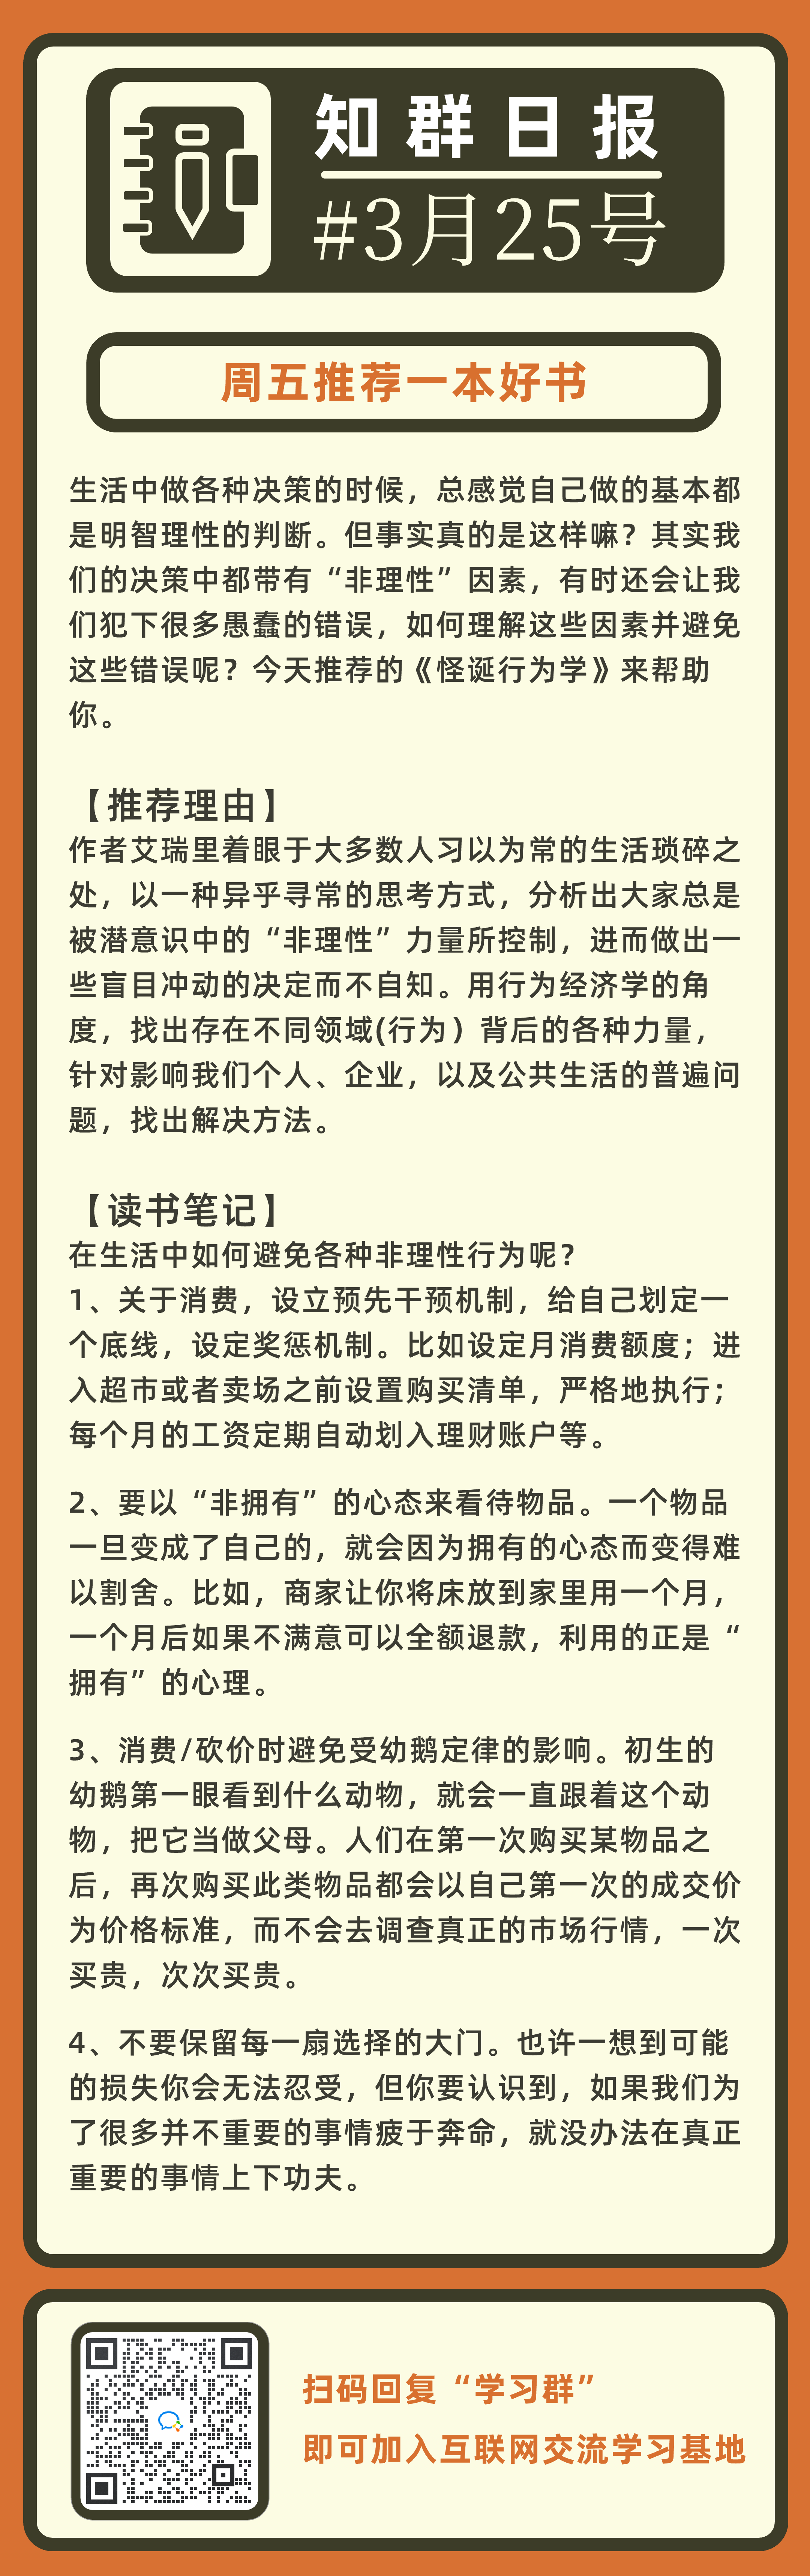 知群日报
#3月25号
周五推荐一本好书
生活中做各种决策的时候，总感觉自己做的基本都
是明智理性的判断。但事实真的是这样嘛？其实我
们的决策中都带有“非理性”因素，有时还会让我
们犯下很多愚蠢的错误，如何理解这些因素并避免
这些错误呢？今天推荐的《怪诞行为学》来帮助
你。
【推荐理由】
作者艾瑞里着眼于大多数人习以为常的生活琐碎之
处，以一种异乎寻常的思考方式，分析出大家总是
被潜意识中的“非理性”力量所控制，进而做出一
些盲目冲动的决定而不自知。用行为经济学的角
度，找出存在不同领域(行为）背后的各种力量，
针对影响我们个人、企业，以及公共生活的普遍问
题，找出解决方法。
【读书笔记】
在生活中如何避免各种非理性行为呢？
1、关于消费，设立预先干预机制，给自己划定一
个底线，设定奖惩机制。比如设定月消费额度；进
入超市或者卖场之前设置购买清单，严格地执行；
每个月的工资定期自动划入理财账户等。
2、要以“非拥有”的心态来看待物品。一个物品
一旦变成了自己的，就会因为拥有的心态而变得难
以割舍。比如，商家让你将床放到家里用一个月，
一个月后如果不满意可以全额退款，利用的正是“
拥有”的心理。
3、消费/砍价时避免受幼鹅定律的影响。初生的
幼鹅第一眼看到什么动物，就会一直跟着这个动
物，把它当做父母。人们在第一次购买某物品之
后，再次购买此类物品都会以自己第一次的成交价
为价格标准，而不会去调查真正的市场行情，一次
买贵，次次买贵。
4、不要保留每一扇选择的大门。也许一想到可能
的损失你会无法忍受，但你要认识到，如果我们为
了很多并不重要的事情疲于奔命，就没办法在真正
重要的事情上下功夫。
扫码回复“学习群”
即可加入互联网交流学习基地